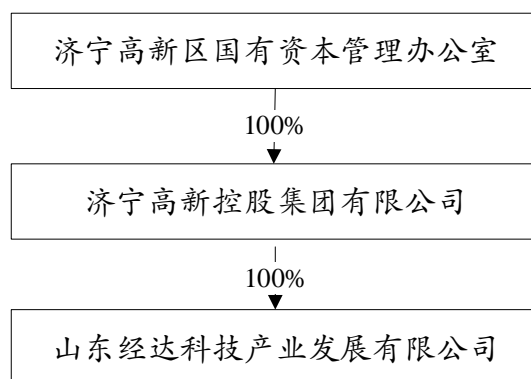 济宁高新区国有资本管理办公室
100%
济宁高新控股集团有限公司
100%
山东经达科技产业发展有限公司